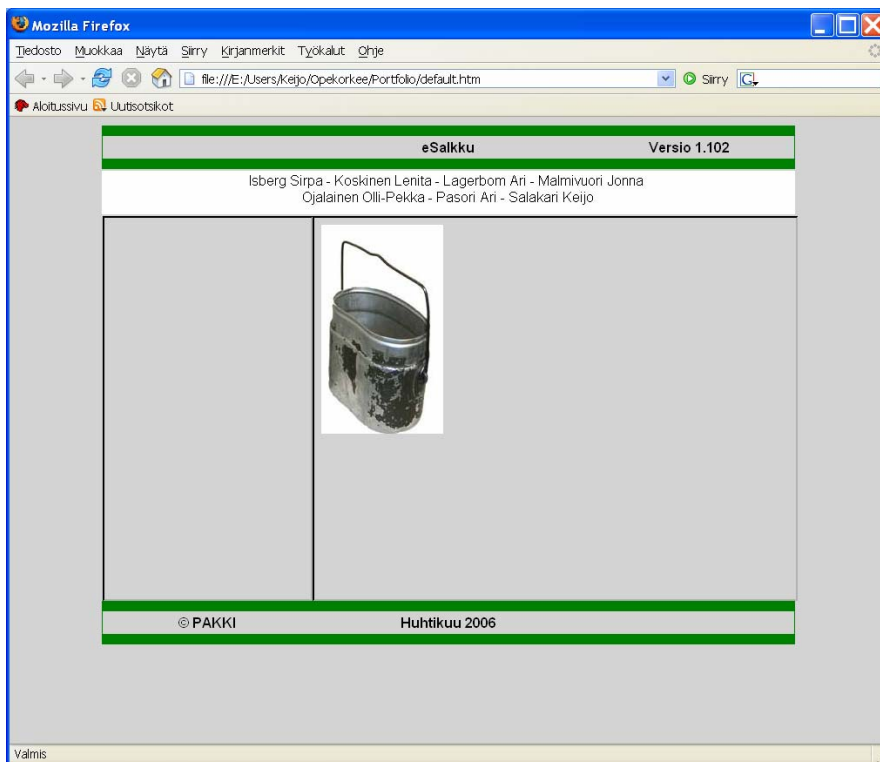 Mozilla Firefox
Tiedosto Muokkaa Näytä Siirry Kirjanmerkit Työkalut Ohje
file:///E:/Users/Keijo/Opekorkee/Portfolio/default.htm Siirry G
Aloitussivu Uutisotsikot
eSalkku Versio 1.102
Isberg Sirpa - Koskinen Lenita - Lagerbom Ari - Malmivuori Jonna
Ojalainen Olli-Pekka - Pasori Ari - Salakari Keijo
© PAKKI Huhtikuu 2006
Valmis